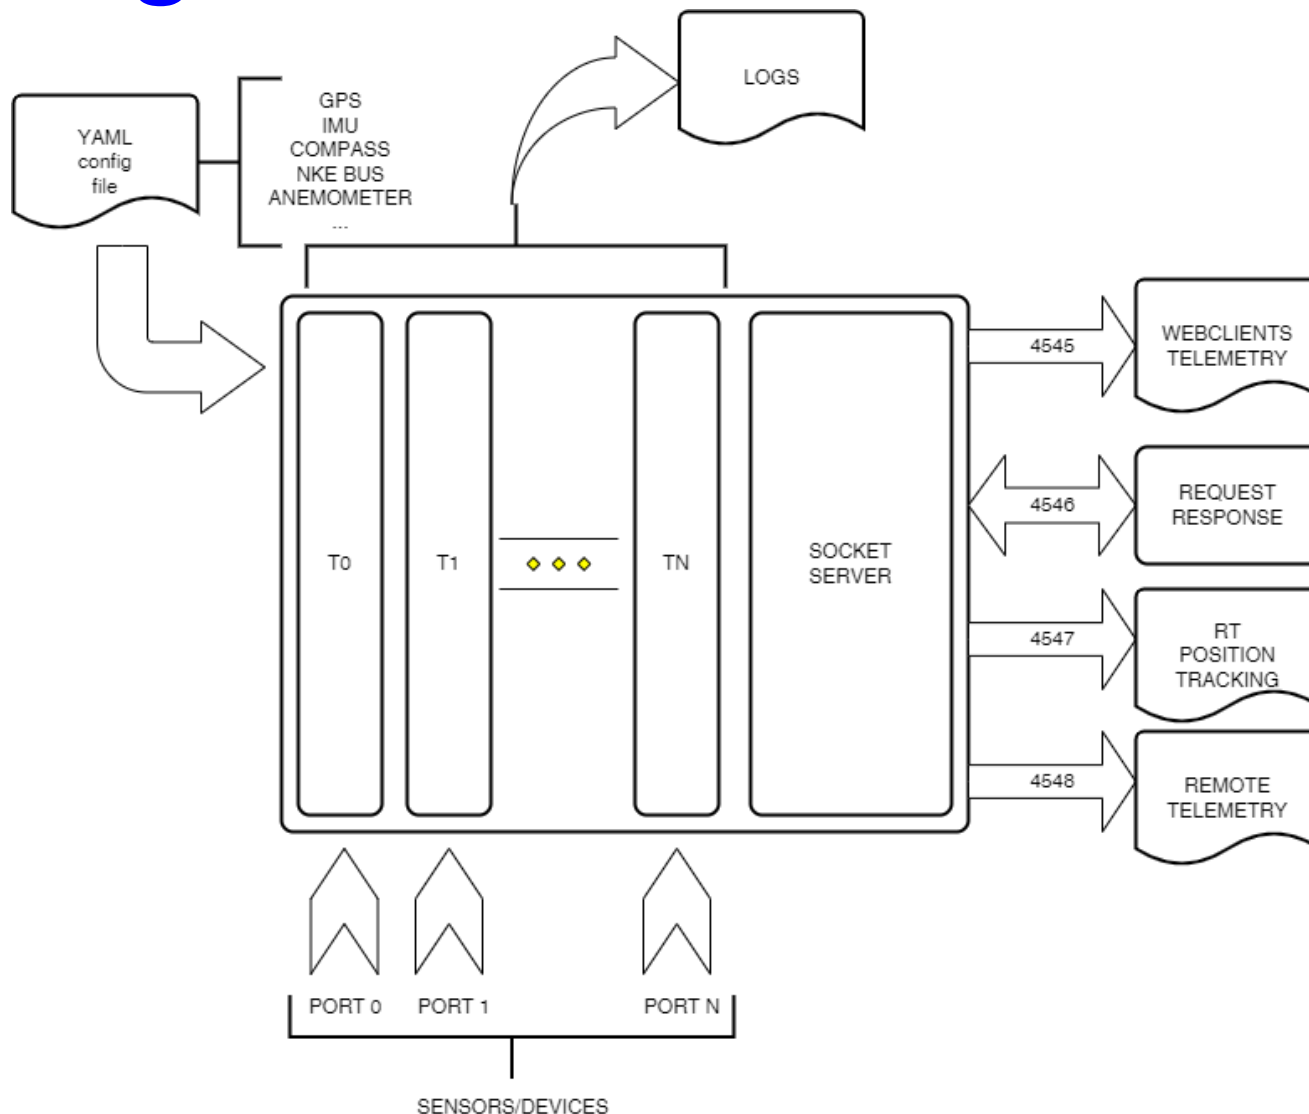 LOGS
YAML
config
file
GPS
IMU
COMPASS
NKE BUS
ANEMOMETER
...
T0
T1
TN
SOCKET
SERVER
4545
WEBCLIENTS
TELEMETRY
4546
REQUEST
RESPONSE
4547
RT
POSITION
TRACKING
4548
REMOTE
TELEMETRY
PORT 0
PORT 1
PORT N
SENSORS/DEVICES